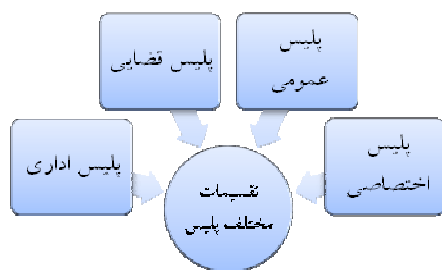 پلیس
عمومی
پلیس قضایی
پلیس
اختصاصی
پلیس اداری
تقسیمات
مختلف پلیس